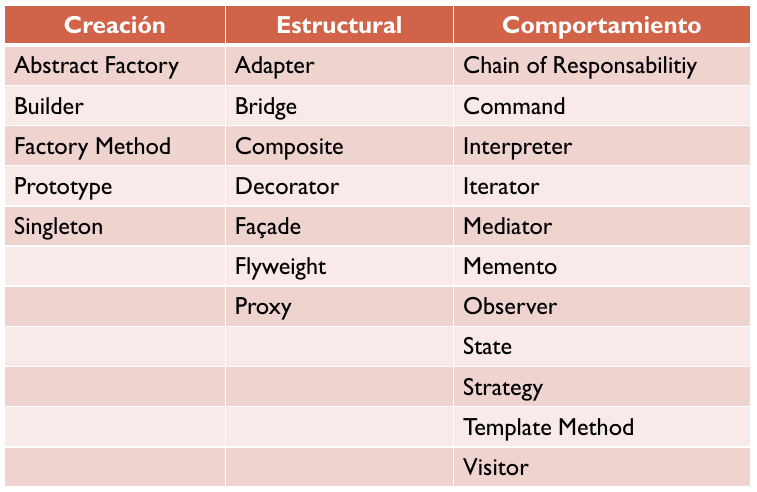 Creación Estructural Comportamiento
Abstract Factory Adapter Chain of Responsabilitiy
Builder Bridge Command
Factory Method Composite Interpreter
Prototype Decorator Iterator
Singleton Façade Mediator
Flyweight Memento
Proxy Observer
State
Strategy
Template Method
Visitor